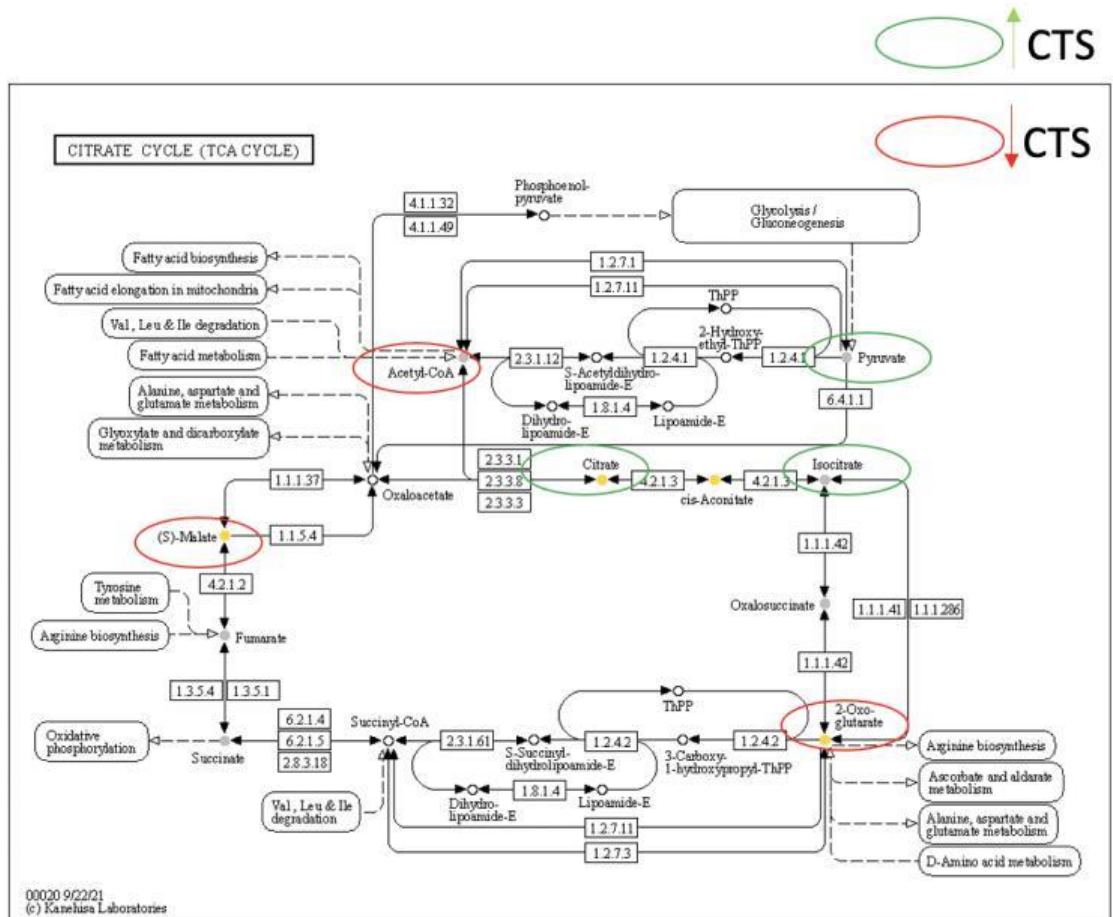 CTS
CTS
CITRATE CYCLE (TCA CYCLE)
Phosphoenol-
pyruvate
4.1.1.32
4.1.1.49
Glycolysis /
Gluconeogenesis
Fatty acid biosynthesis
Fatty acid elongation in mitochondria
Val, Leu & Ile degradation
Fatty acid metabolism
Alanine, aspartate and
glutamate metabolism
Glyoxylate and dicarboxylate
metabolism
1.2.7.1
1.2.7.11
ThPP
2-Hydroxy-
ethyl-ThPP
Acetyl-CoA
2.3.1.12
S-Acetyldihydro-
lipoamide-E
1.2.4.1
1.2.4.1
Pyruvate
Dihydro-
lipoamide-E
1.8.1.4
Lipoamide-E
6.4.1.1
Oxaloacetate
2.3.3.1
2.3.3.8
2.3.3.3
Citrate
4.2.1.3
cis-Aconitate
4.2.1.3
Isocitrate
1.1.1.37
(S)-Malate
1.1.5.4
4.2.1.2
1.1.1.42
Tyrosine
metabolism
Arginine biosynthesis
Fumarate
Oxalosuccinate
1.1.1.41
1.1.1.286
1.1.1.42
1.3.5.4
1.3.5.1
Oxidative
phosphorylation
Succinate
6.2.1.4
6.2.1.5
2.8.3.18
Succinyl-CoA
2.3.1.61
S-Succinyl-
dihydrolipoamide-E
1.2.4.2
ThPP
3-Carboxy-
1-hydroxypropyl-ThPP
1.2.4.2
2-Oxo-
glutarate
Val, Leu & Ile
degradation
Dihydro-
lipoamide-E
1.8.1.4
Lipoamide-E
1.2.7.11
1.2.7.3
Arginine biosynthesis
Ascorbate and aldarate
metabolism
Alanine, aspartate and
glutamate metabolism
D-Amino acid metabolism
00020 9/22/21
(c) Kanehisa Laboratories